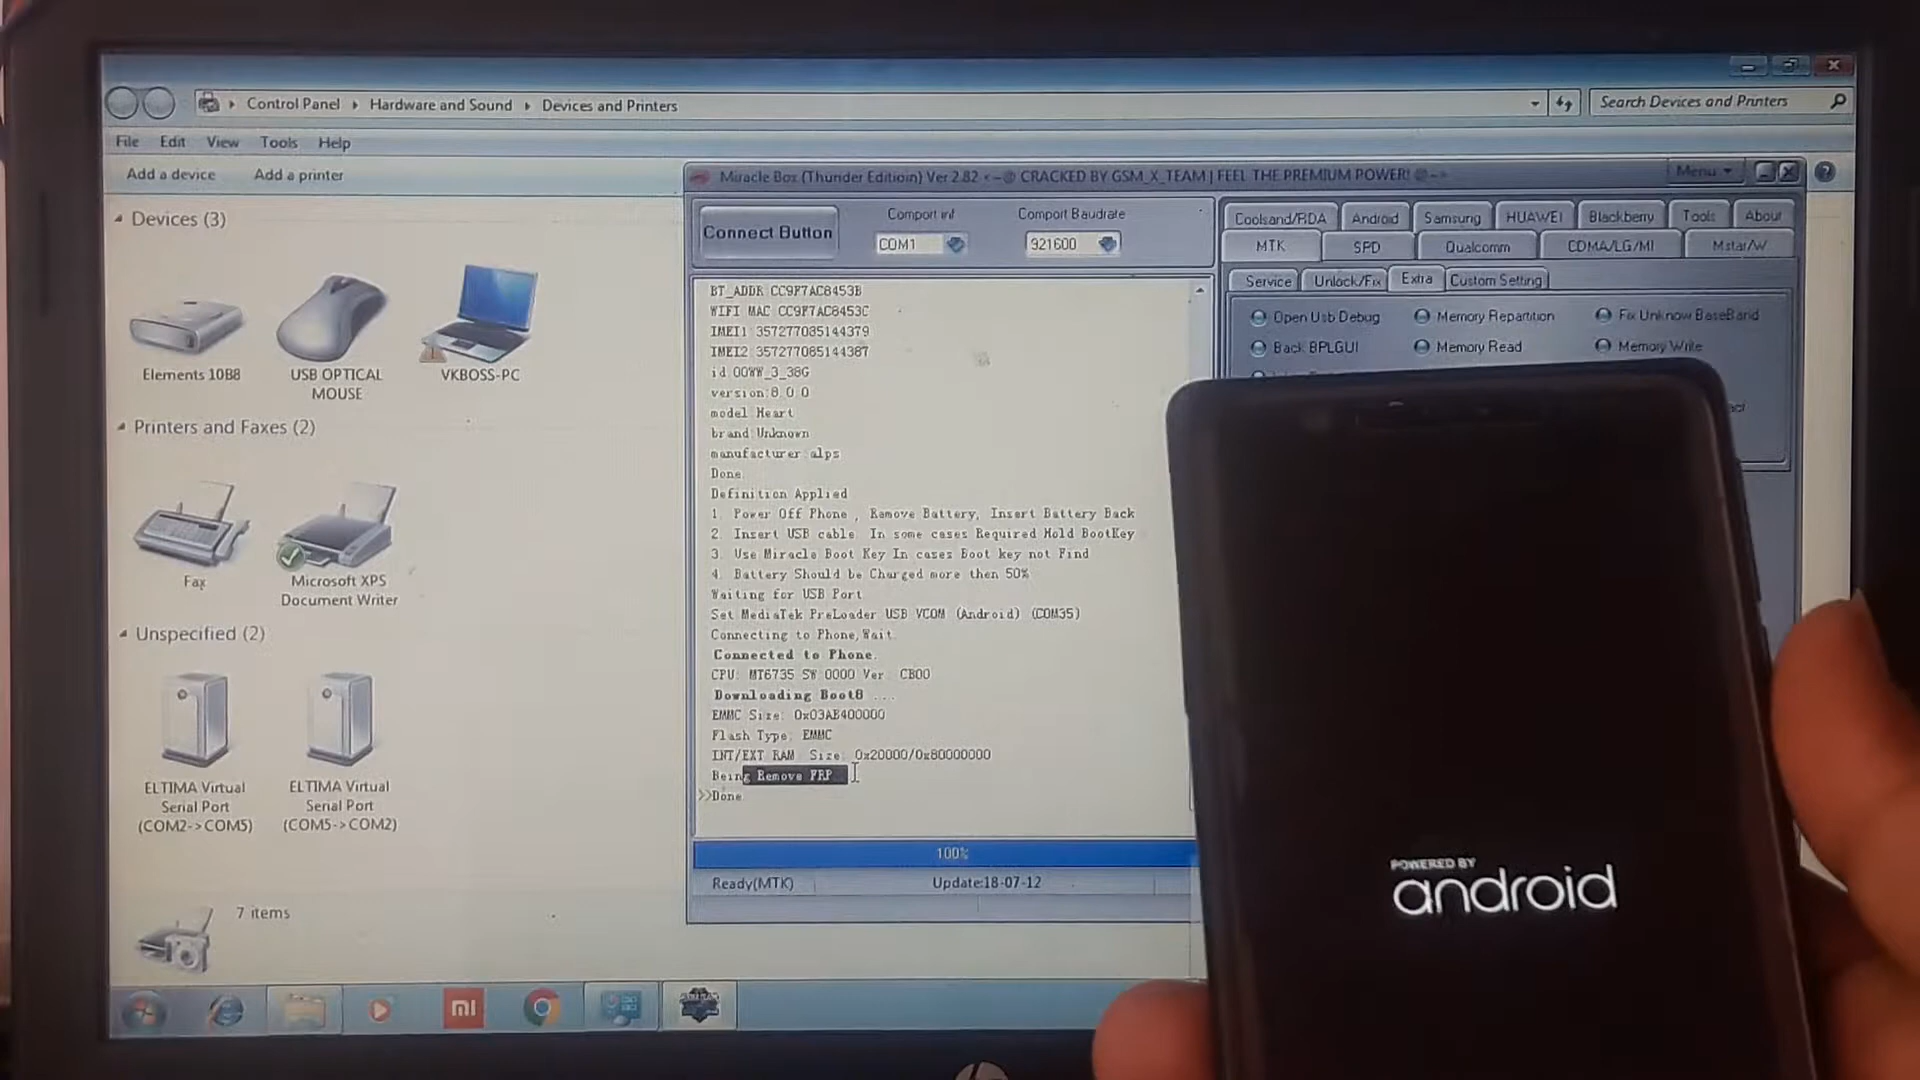 Control Panel ▸ Hardware and Sound ▸ Devices and Printers
Search Devices and Printers
File Edit View Tools Help
Add a device Add a printer
Devices (3)
Elements 10B8
USB OPTICAL
MOUSE
VKBOSS-PC
Printers and Faxes (2)
Fax
Microsoft XPS
Document Writer
Unspecified (2)
ELTIMA Virtual
Serial Port
(COM2->COM5)
ELTIMA Virtual
Serial Port
(COM5->COM2)
7 items
Miracle Box (Thunder Editioin) Ver 2.82 <~@ CRACKED BY GSM_X_TEAM | FEEL THE PREMIUM POWER! @~>
Menu
Connect Button
Comport inf
COM1
Comport Baudrate
921600
Coolsand/RDA Android Samsung HUAWEI Blackberry Tools About
MTK SPD Qualcomm CDMA/LG/MI Mstar/W
Service Unlock/Fix Extra Custom Setting
Open Usb Debug Memory Repartition Fix Unknow BaseBand
Back BPLGUI Memory Read Memory Write
BT_ADDR CC9F7AC8453B
WIFI MAC CC9F7AC8453C
IMEI1 357277085144379
IMEI2 357277085144387
id 00WW_3_38G
version:8.0.0
model Heart
brand Unknown
manufacturer:alps
Done.
Definition Applied
1. Power Off Phone , Remove Battery, Insert Battery Back
2. Insert USB cable. In some cases Required Hold BootKey
3. Use Miracle Boot Key In cases Boot key not Find
4. Battery Should be Charged more then 50%
Waiting for USB Port
Set MediaTek PreLoader USB VCOM (Android) (COM35)
Connecting to Phone,Wait.
Connected to Phone.
CPU: MT6735 SW:0000 Ver: CB00
Downloading Boot8 ...
EMMC Size: 0x03AB400000
Flash Type: EMMC
INT/EXT RAM Size: 0x20000/0x80000000
Being Remove FRP
>>Done.
100%
Ready(MTK)
Update:18-07-12
POWERED BY
android
mi
hp